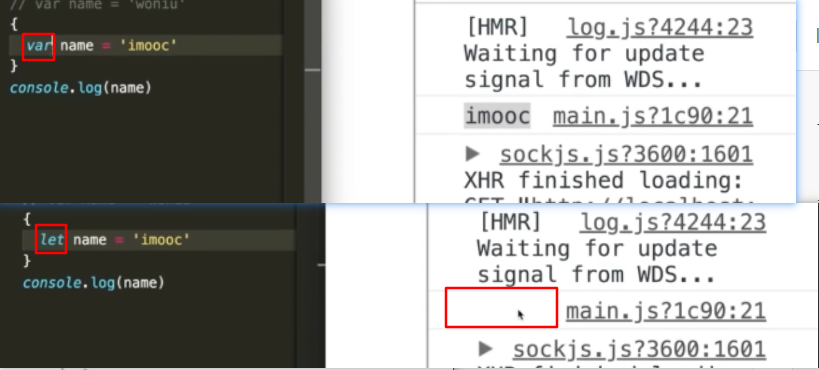 // var name = 'woniu'
{
var name = 'imooc'
}
console.log(name)
[HMR] log.js?4244:23
Waiting for update
signal from WDS...
imooc main.js?1c90:21
▶ sockjs.js?3600:1601
XHR finished loading:
{
let name = 'imooc'
}
console.log(name)
[HMR] log.js?4244:23
Waiting for update
signal from WDS...
main.js?1c90:21
▶ sockjs.js?3600:1601